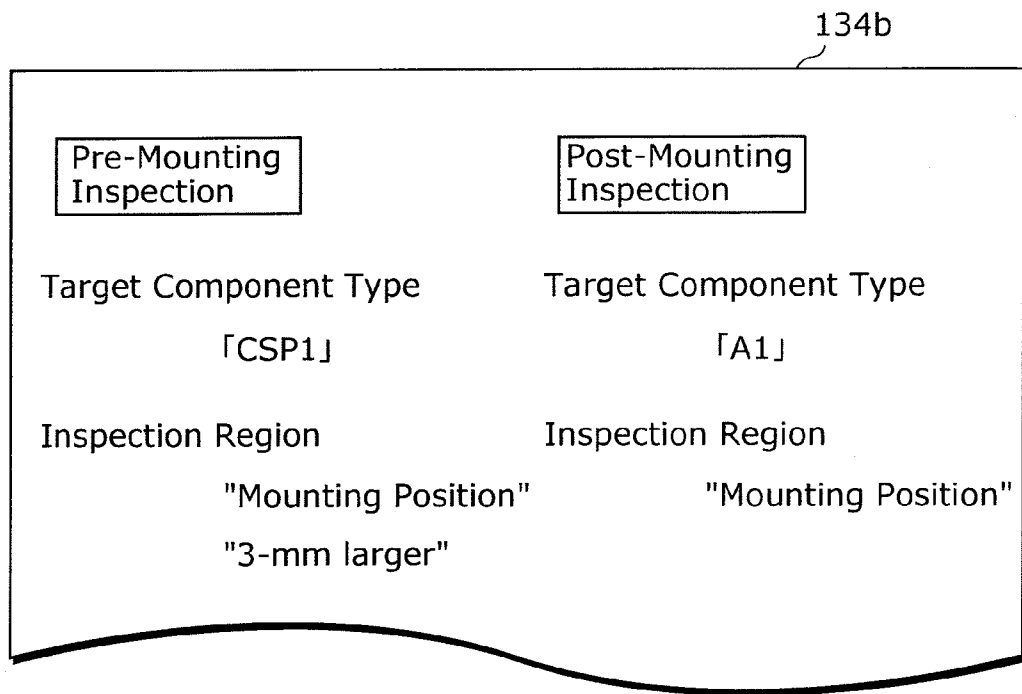 134b
Pre-Mounting
Inspection
Target Component Type
「CSP1」
Inspection Region
"Mounting Position"
"3-mm larger"
Post-Mounting
Inspection
Target Component Type
「A1」
Inspection Region
"Mounting Position"